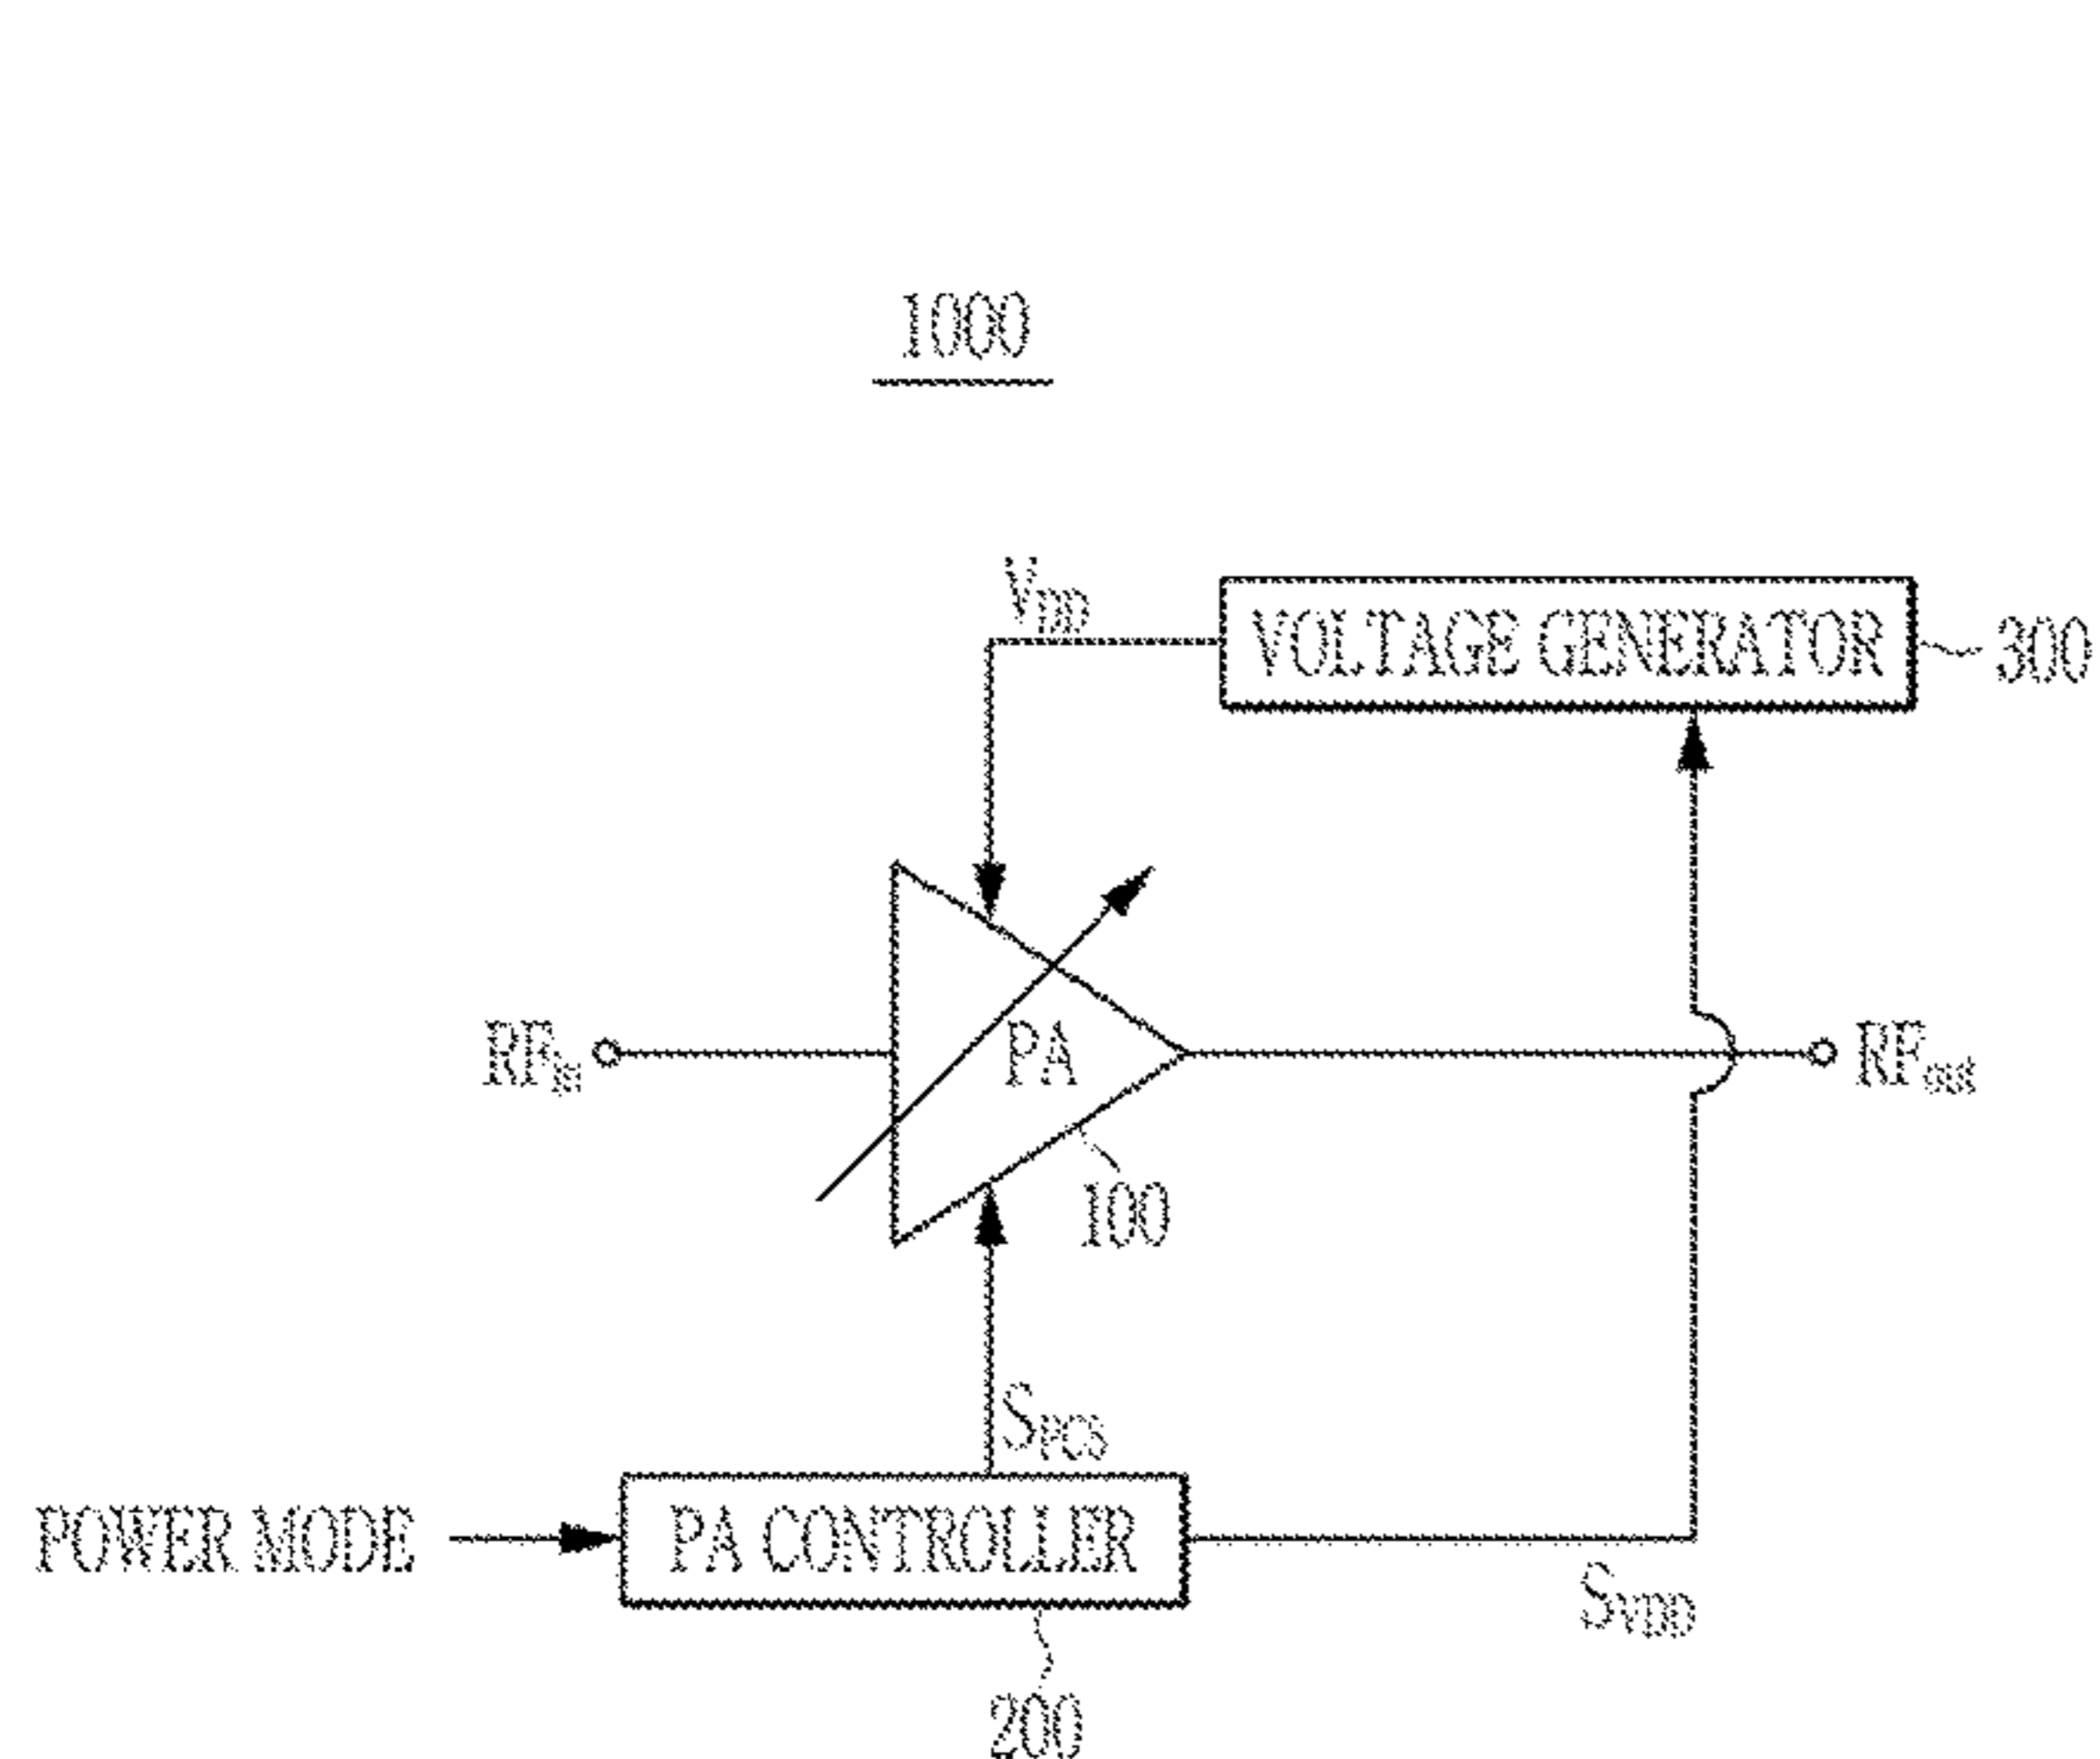 1000
VDD
VOLTAGE GENERATOR
300
RFin
PA
RFout
100
SPCS
POWER MODE
PA CONTROLLER
SVDD
200